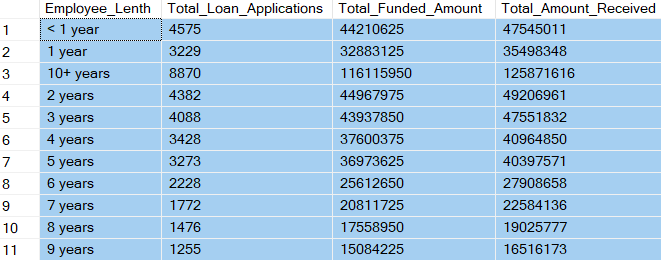 Employee_Lenth Total_Loan_Applications Total_Funded_Amount Total_Amount_Received
1 < 1 year 4575 44210625 47545011
2 1 year 3229 32883125 35498348
3 10+ years 8870 116115950 125871616
4 2 years 4382 44967975 49206961
5 3 years 4088 43937850 47551832
6 4 years 3428 37600375 40964850
7 5 years 3273 36973625 40397571
8 6 years 2228 25612650 27908658
9 7 years 1772 20811725 22584136
10 8 years 1476 17558950 19025777
11 9 years 1255 15084225 16516173